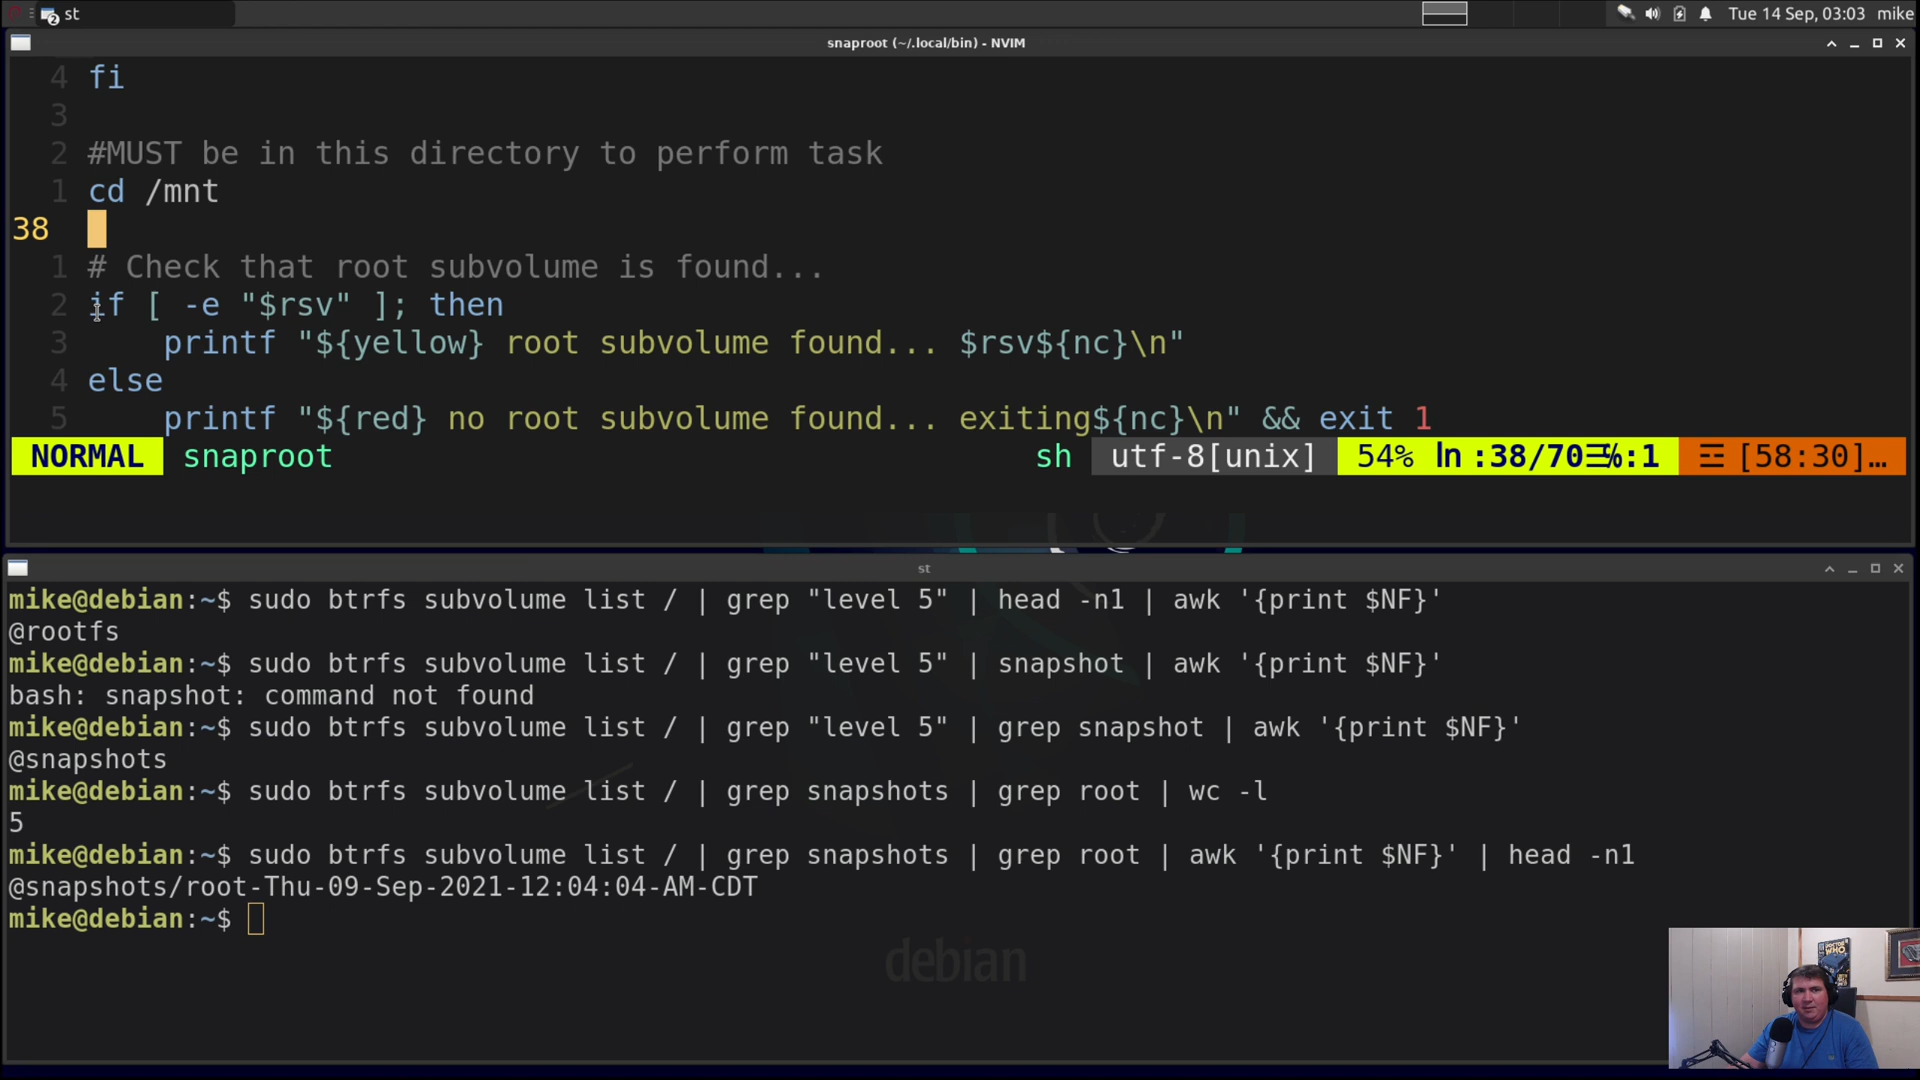 st
Tue 14 Sep, 03:03 mike
snaproot (~/.local/bin) - NVIM
4 fi
3
2 #MUST be in this directory to perform task
1 cd /mnt
38
1 # Check that root subvolume is found...
2 if [ -e "$rsv" ]; then
3 printf "${yellow} root subvolume found... $rsv${nc}\n"
4 else
5 printf "${red} no root subvolume found... exiting${nc}\n" && exit 1
NORMAL snaproot sh utf-8[unix] 54% ln :38/70☰%:1 ☲ [58:30]…
st
mike@debian:~$ sudo btrfs subvolume list / | grep "level 5" | head -n1 | awk '{print $NF}'
@rootfs
mike@debian:~$ sudo btrfs subvolume list / | grep "level 5" | snapshot | awk '{print $NF}'
bash: snapshot: command not found
mike@debian:~$ sudo btrfs subvolume list / | grep "level 5" | grep snapshot | awk '{print $NF}'
@snapshots
mike@debian:~$ sudo btrfs subvolume list / | grep snapshots | grep root | wc -l
5
mike@debian:~$ sudo btrfs subvolume list / | grep snapshots | grep root | awk '{print $NF}' | head -n1
@snapshots/root-Thu-09-Sep-2021-12:04:04-AM-CDT
mike@debian:~$
debian
DOCTOR WHO